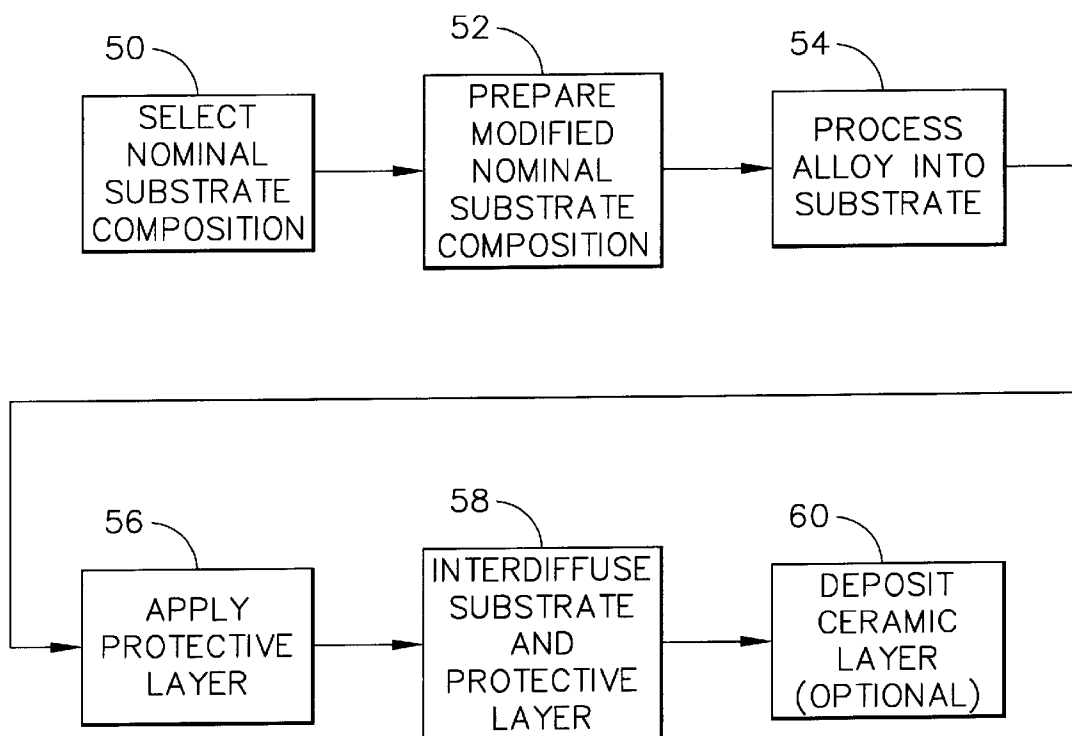 50
SELECT
NOMINAL
SUBSTRATE
COMPOSITION
52
PREPARE
MODIFIED
NOMINAL
SUBSTRATE
COMPOSITION
54
PROCESS
ALLOY INTO
SUBSTRATE
56
APPLY
PROTECTIVE
LAYER
58
INTERDIFFUSE
SUBSTRATE
AND
PROTECTIVE
LAYER
60
DEPOSIT
CERAMIC
LAYER
(OPTIONAL)